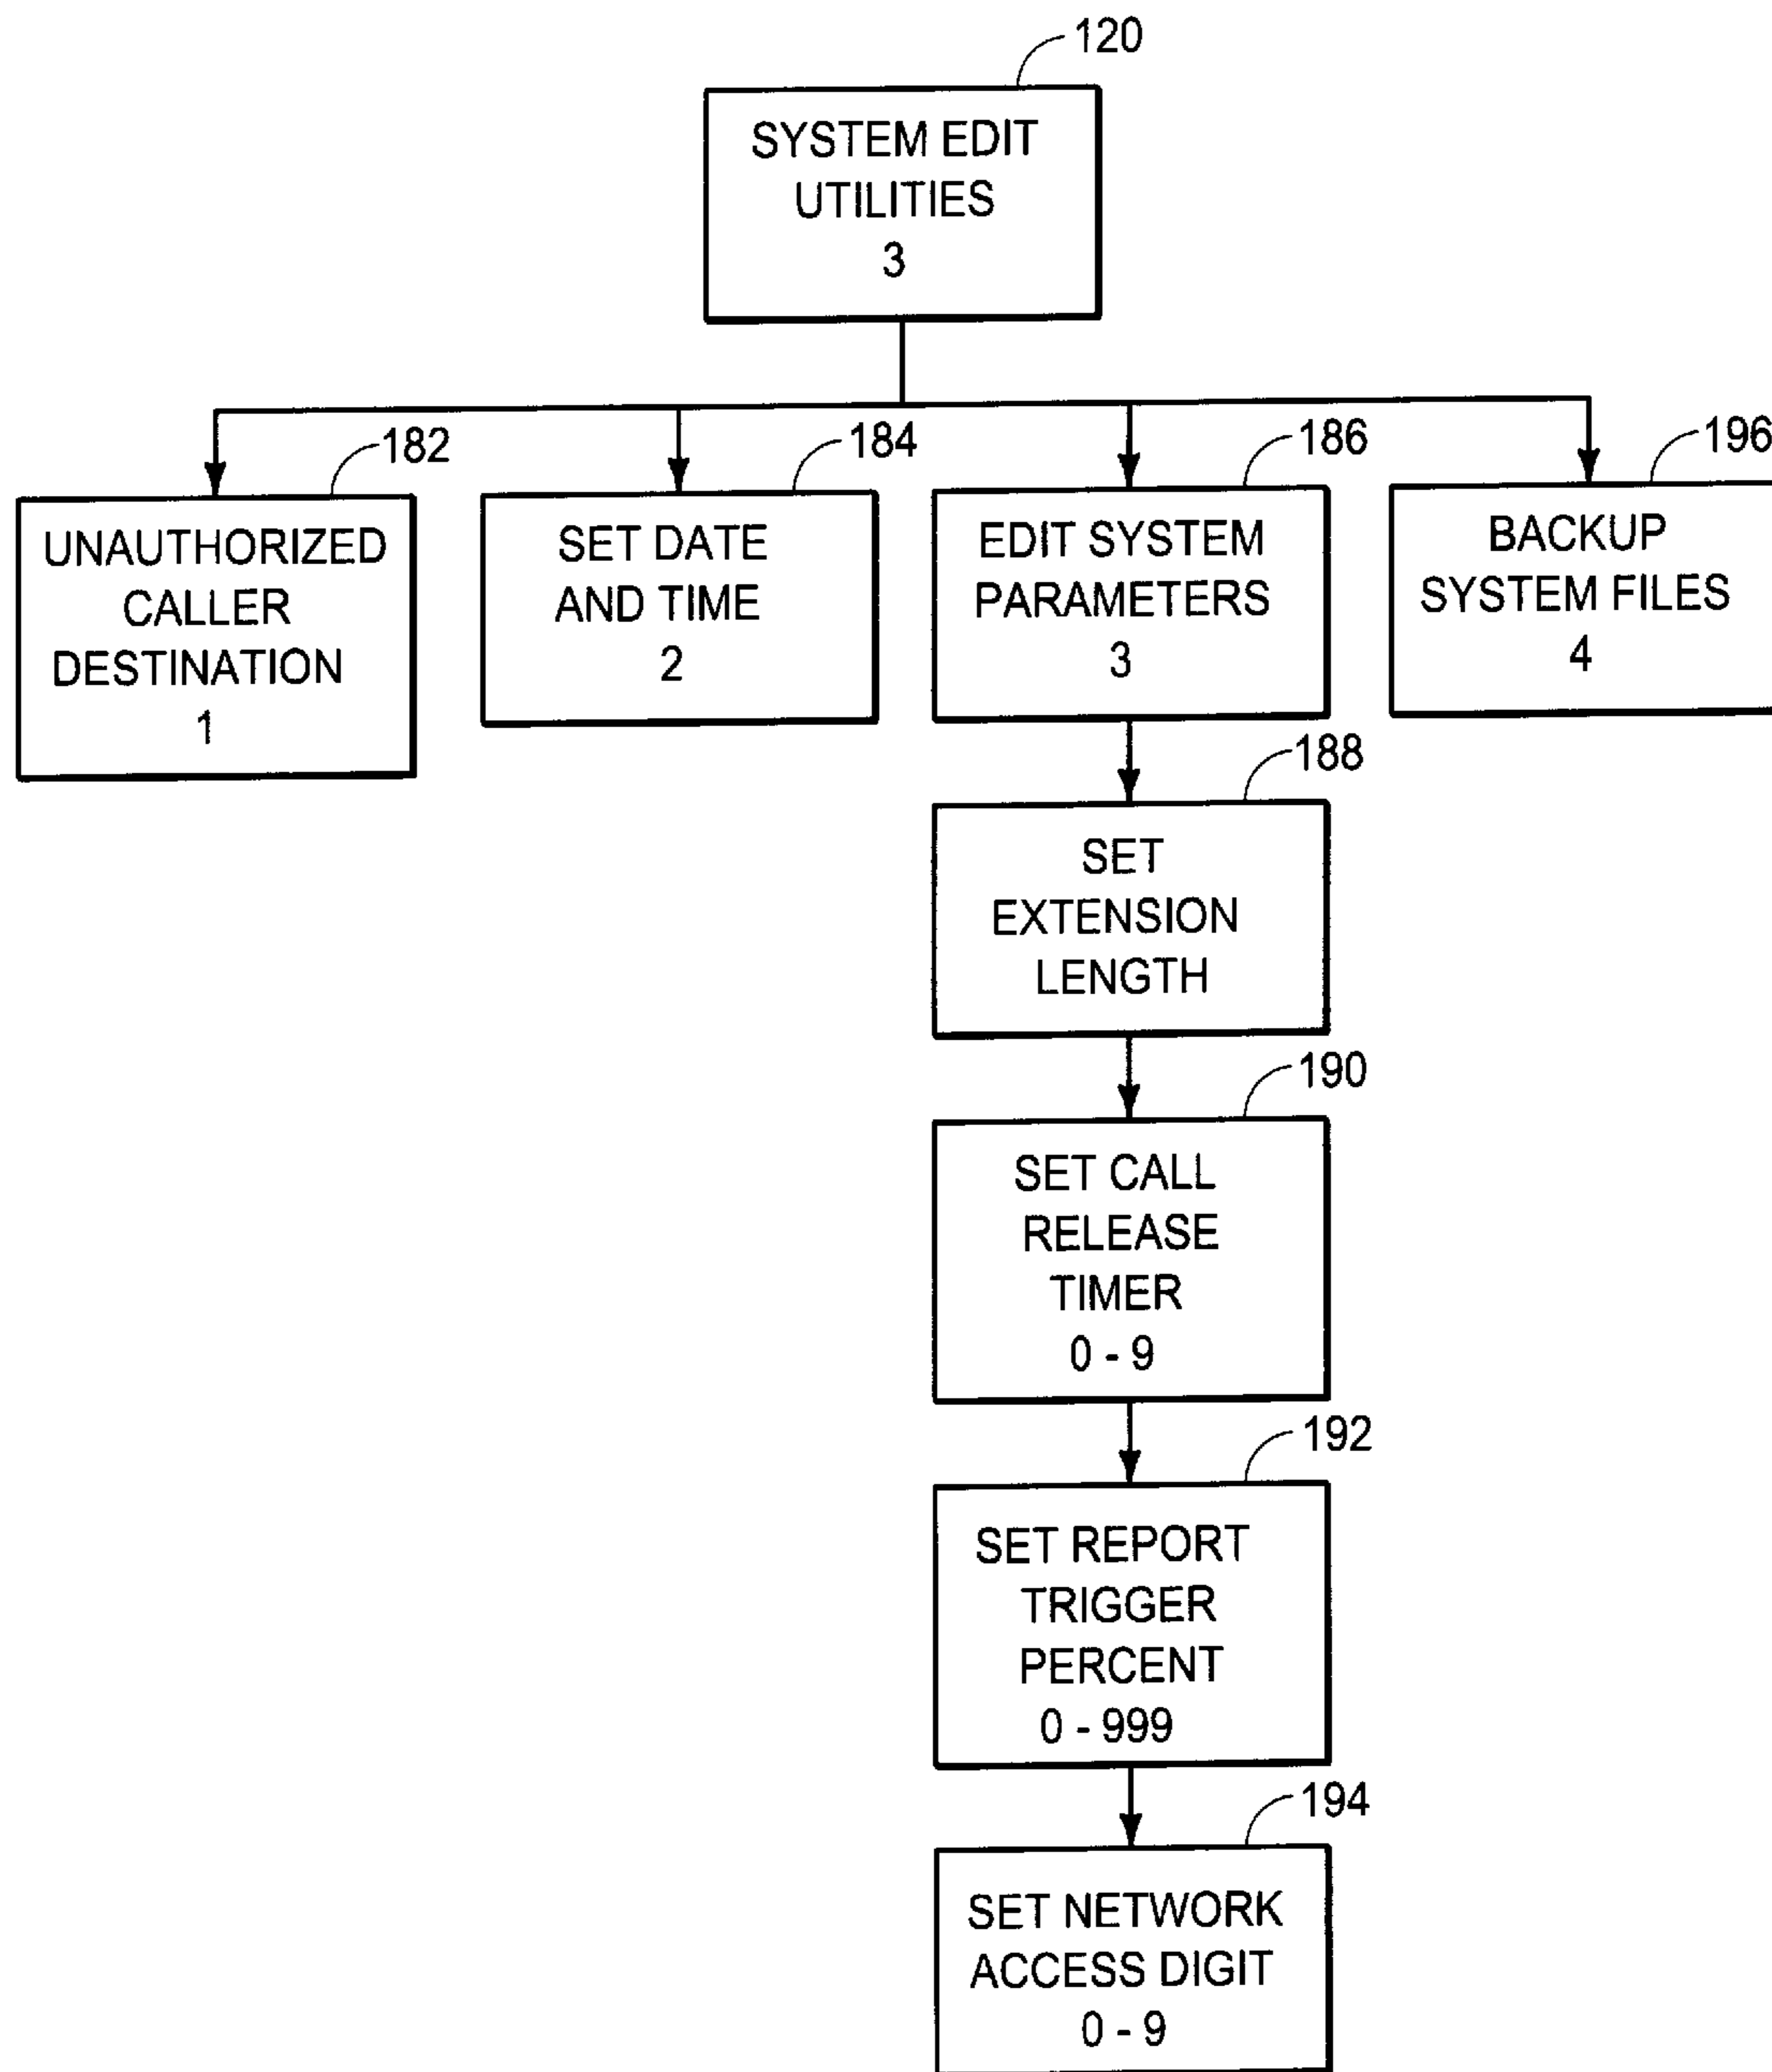 120
SYSTEM EDIT
UTILITIES
3
182
184
186
196
UNAUTHORIZED
CALLER
DESTINATION
1
SET DATE
AND TIME
2
EDIT SYSTEM
PARAMETERS
3
BACKUP
SYSTEM FILES
4
188
SET
EXTENSION
LENGTH
190
SET CALL
RELEASE
TIMER
0 - 9
192
SET REPORT
TRIGGER
PERCENT
0 - 999
194
SET NETWORK
ACCESS DIGIT
0 - 9